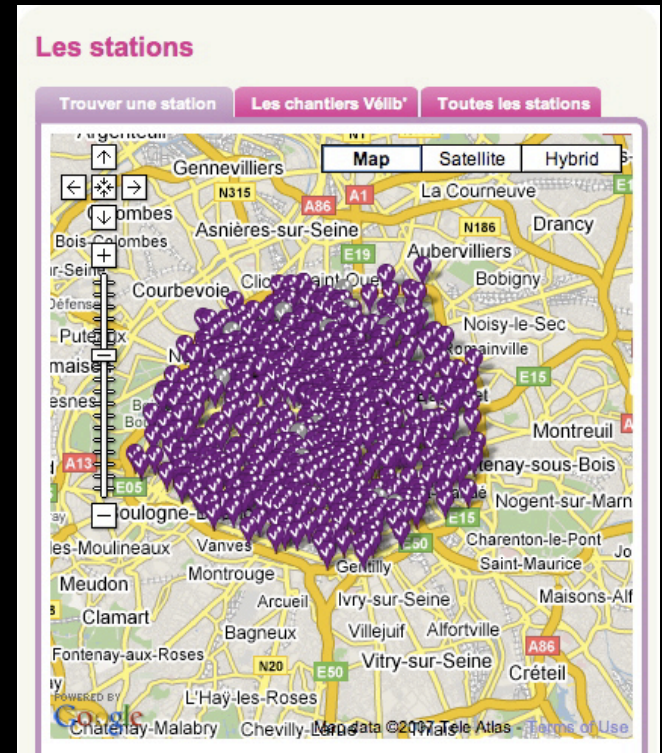 Les stations
Trouver une station
Les chantiers Vélib'
Toutes les stations
Map
Satellite
Hybrid
N1
Gennevilliers
N315
A1
A86
La Courneuve
E1
Colombes
Asnières-sur-Seine
N186
Drancy
Bois-Colombes
E19
Aubervilliers
Courbevoie
Bobigny
Noisy-le-Sec
Romainville
E15
Montreuil
A13
E05
Nogent-sur-Marn
E15
Vanves
E50
Charenton-le-Pont
Saint-Maurice
Montrouge
Gentilly
Meudon
Arcueil
Ivry-sur-Seine
Maisons-Alf
Clamart
Bagneux
Villejuif
Alfortville
A86
Fontenay-aux-Roses
N20
E50
Vitry-sur-Seine
Créteil
POWERED BY
Google
L'Haÿ-les-Roses
Châtenay-Malabry
Map data ©2007 Tele Atlas - Terms of Use